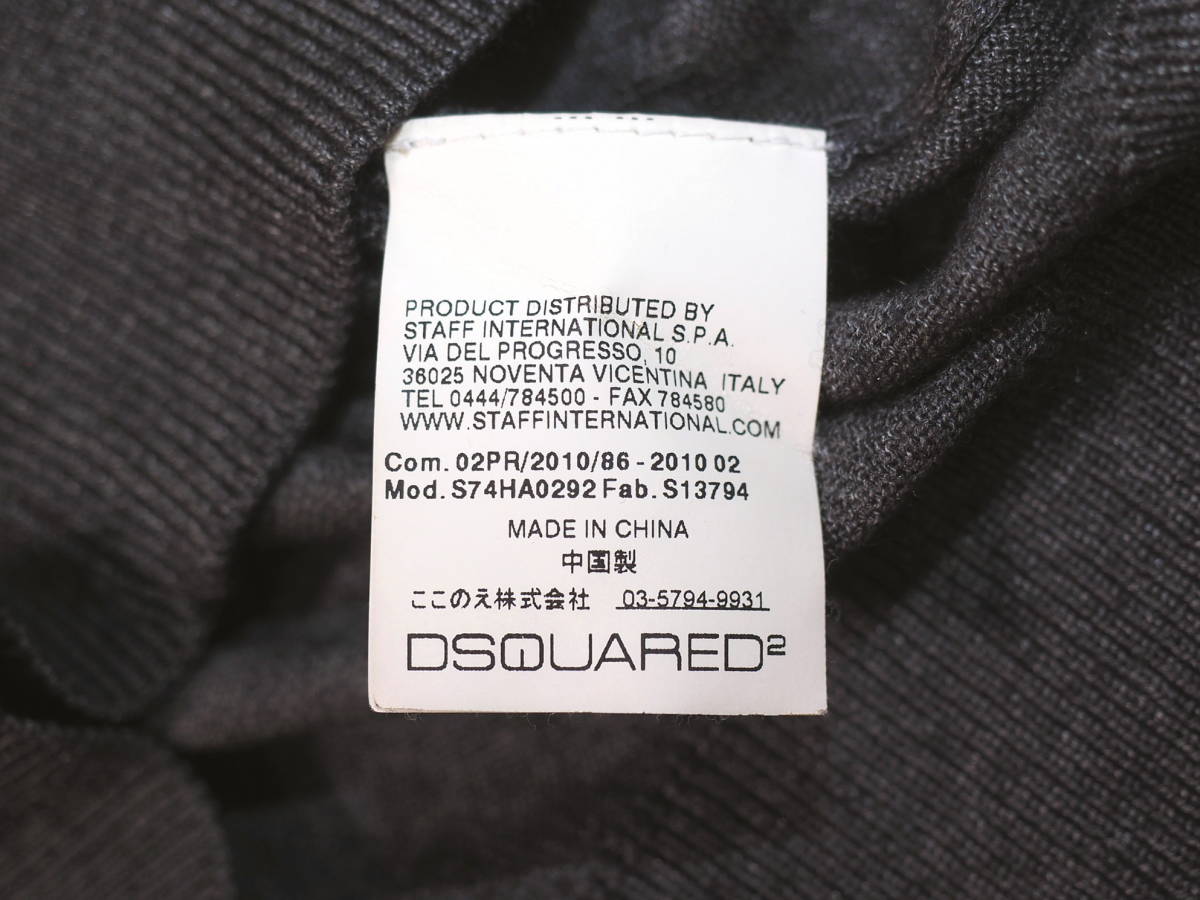 PRODUCT DISTRIBUTED BY
STAFF INTERNATIONAL S.P.A.
VIA DEL PROGRESSO, 10
36025 NOVENTA VICENTINA ITALY
TEL 0444/784500 - FAX 784580
WWW.STAFFINTERNATIONAL.COM
Com. 02PR/2010/86 - 2010 02
Mod. S74HA0292 Fab. S13794
MADE IN CHINA
中国製
ここのえ株式会社 03-5794-9931
DSQUARED²